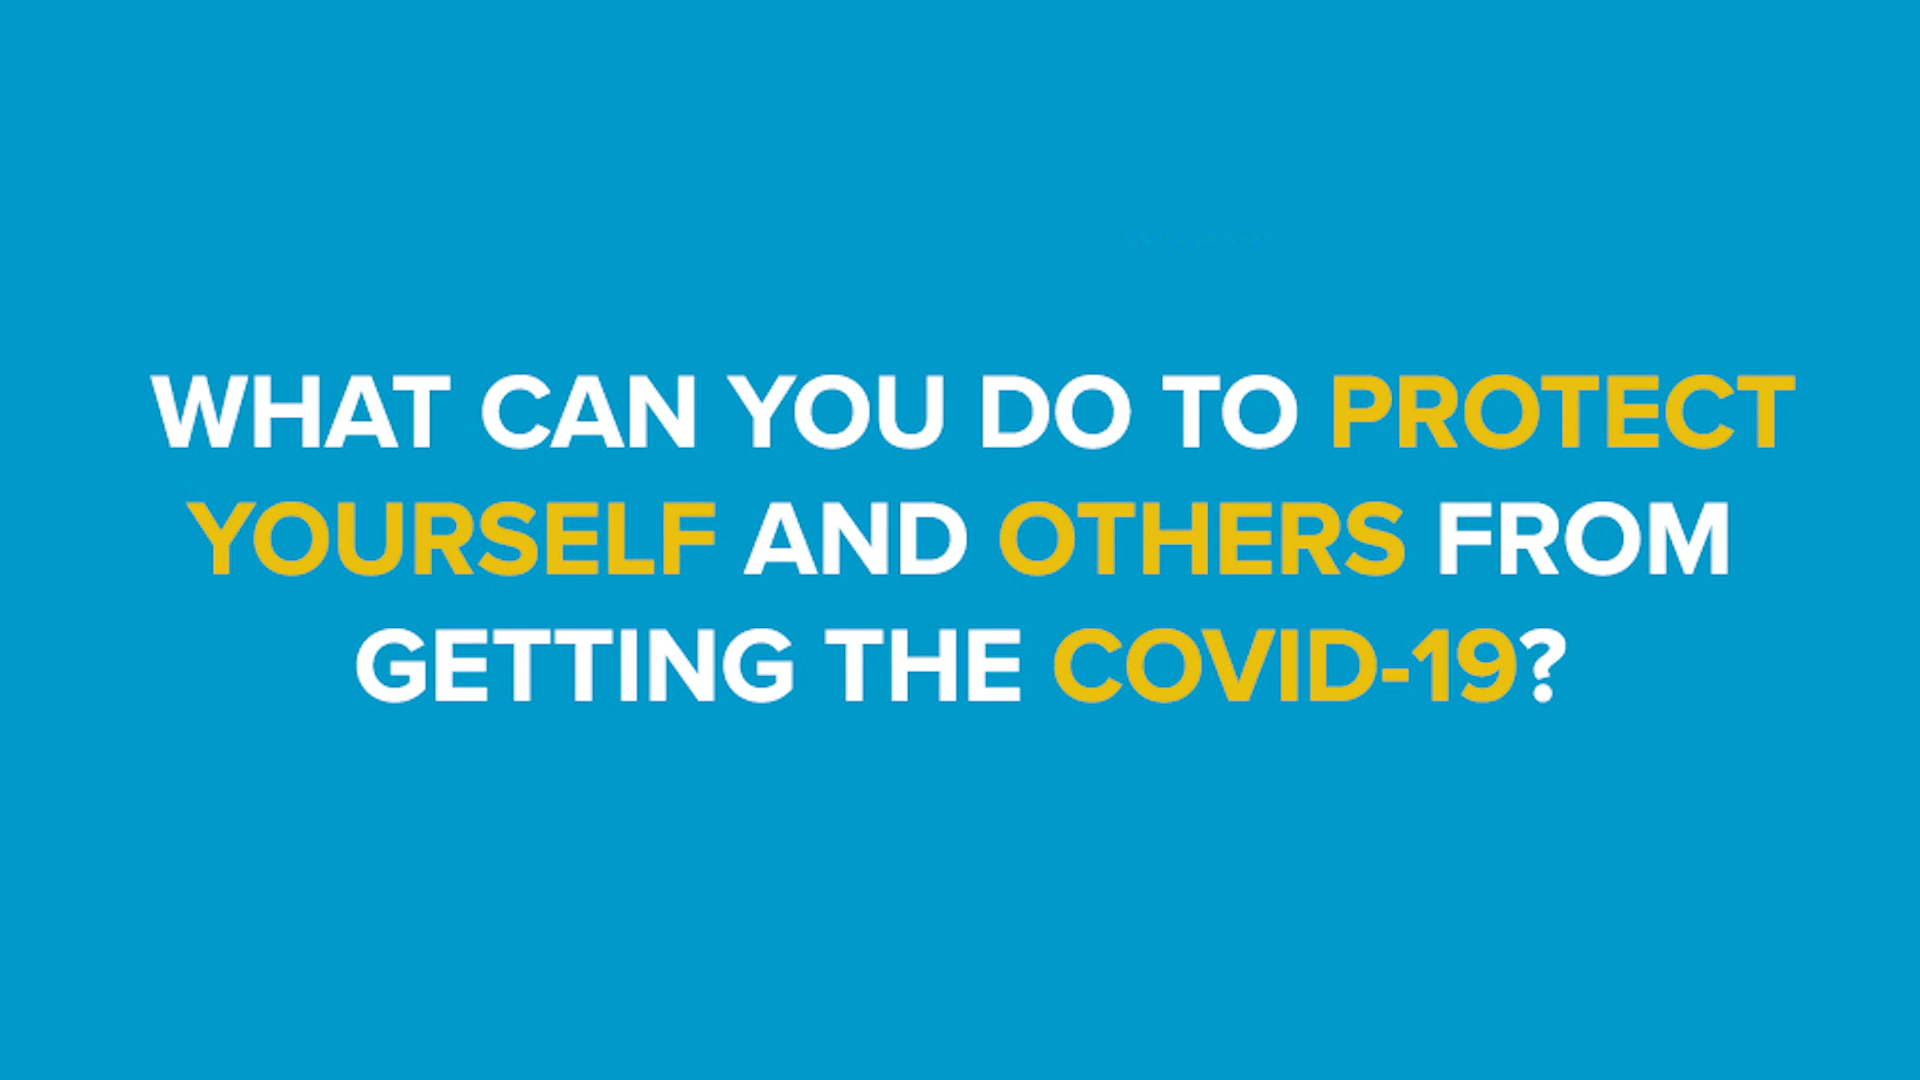 WHAT CAN YOU DO TO PROTECT
YOURSELF AND OTHERS FROM
GETTING THE COVID-19?